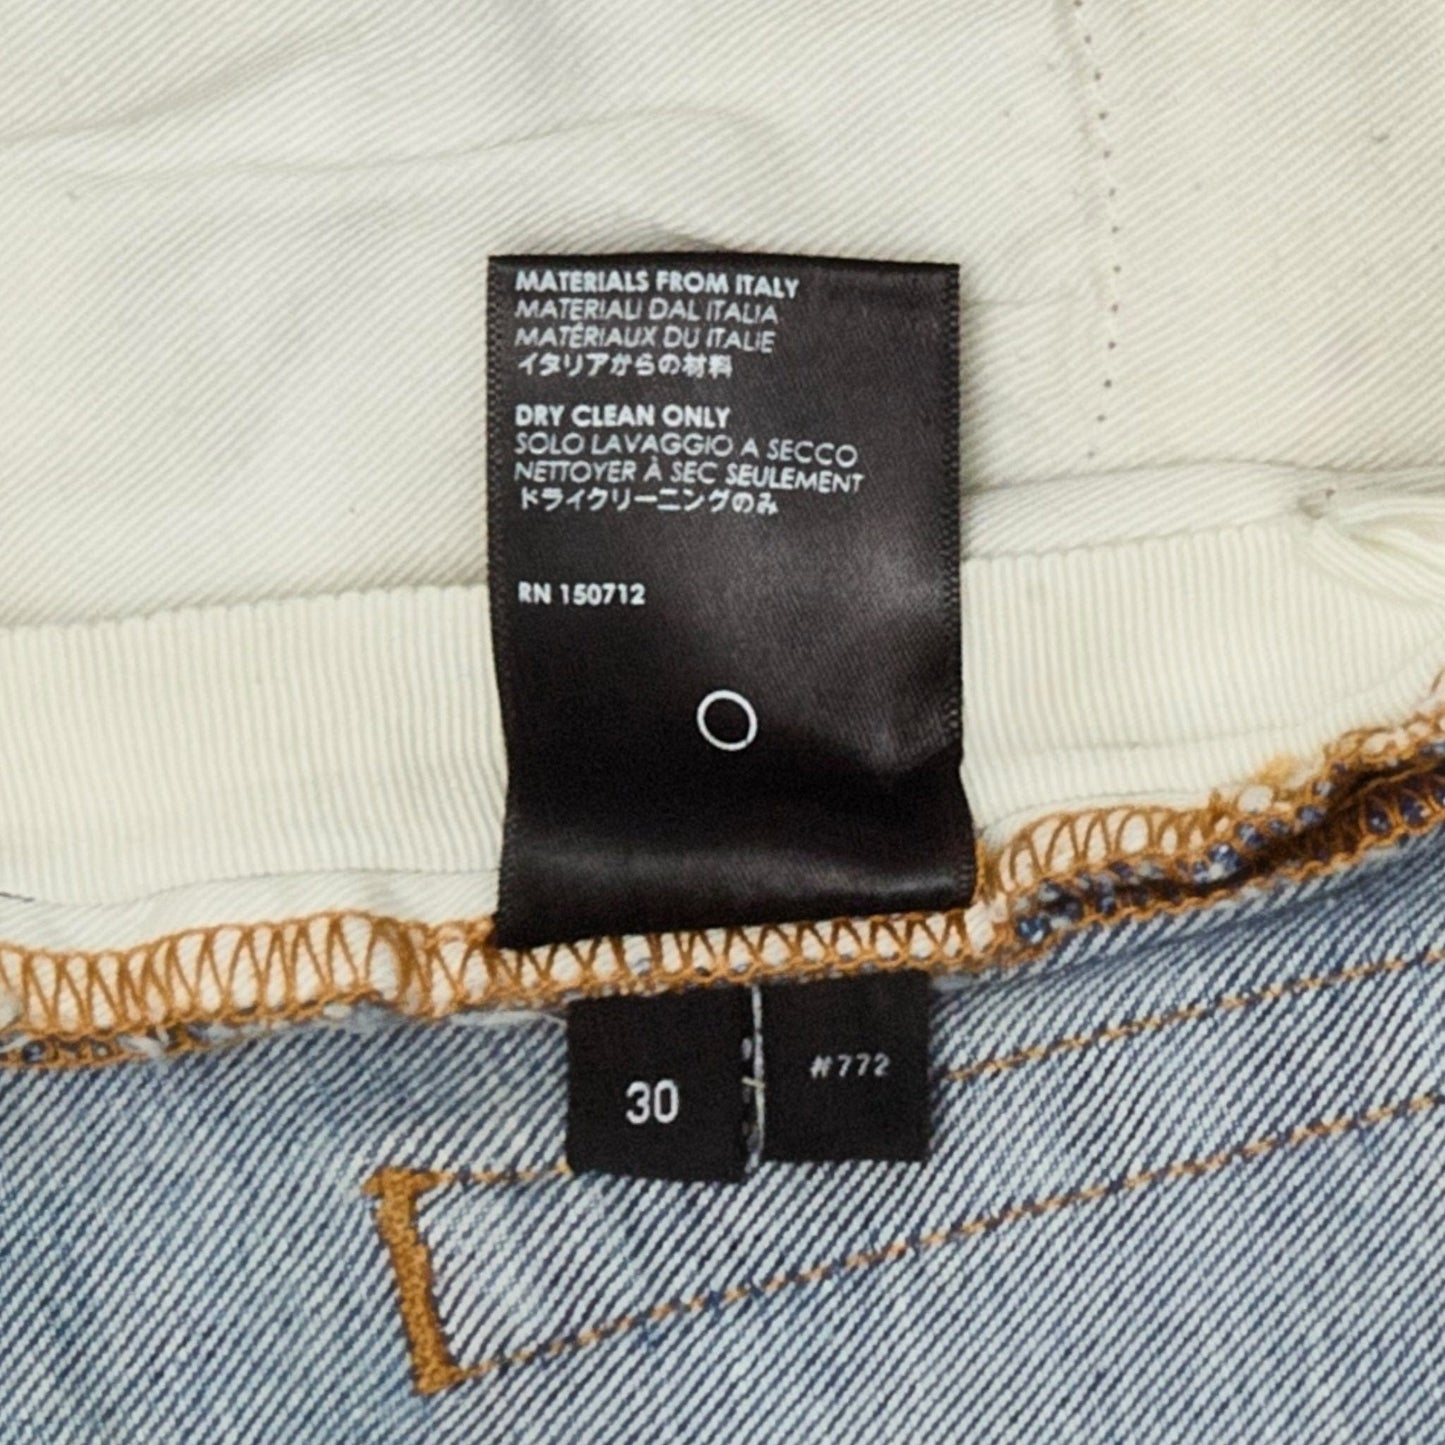 MATERIALS FROM ITALY
MATERIALI DAL ITALIA
MATÉRIAUX DU ITALIE
イタリアからの材料
DRY CLEAN ONLY
SOLO LAVAGGIO A SECCO
NETTOYER À SEC SEULEMENT
ドライクリーニングのみ
RN 150712
30
#772